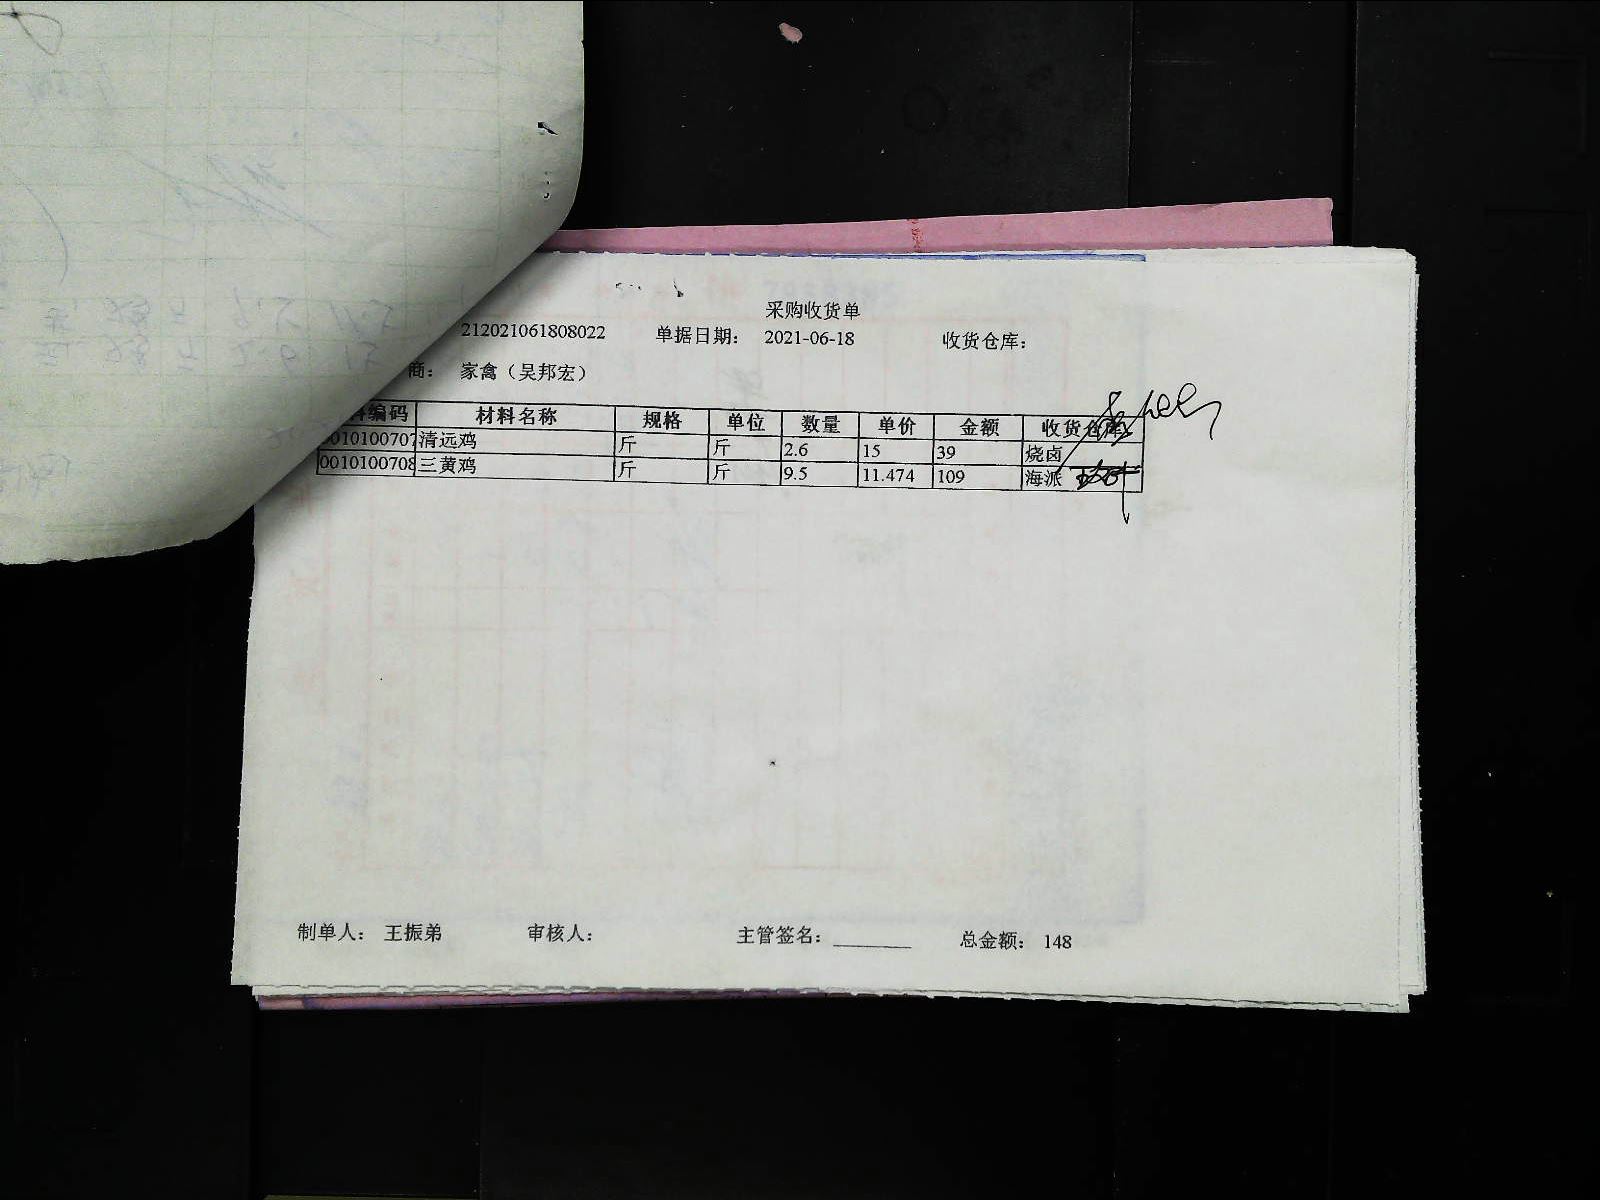 采购收货单
212021061808022 单据日期： 2021-06-18 收货仓库：
商： 家禽（吴邦宏）
编码 材料名称 规格 单位 数量 单价 金额 收货仓库
0010100707 清远鸡 斤 斤 2.6 15 39 烧卤
0010100708 三黄鸡 斤 斤 9.5 11.474 109 海派
制单人： 王振弟 审核人： 主管签名：________ 总金额： 148